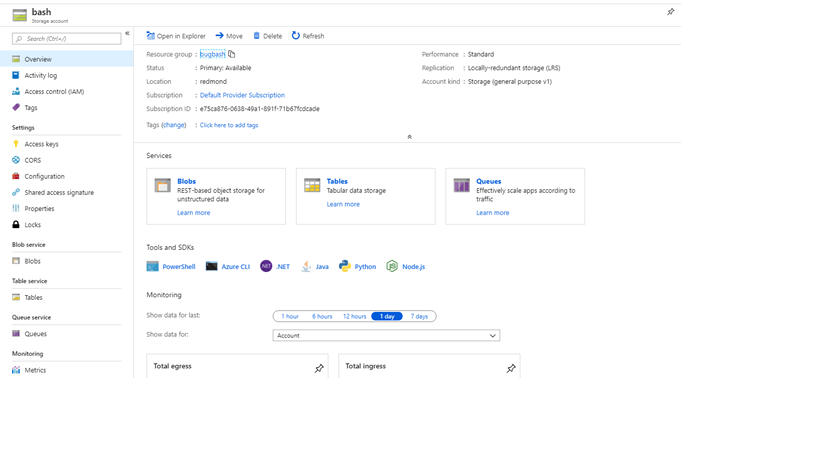 bash
Storage account
«
Search (Ctrl+/)
Overview
Activity log
Access control (IAM)
Tags
Settings
Access keys
CORS
Configuration
Shared access signature
Properties
Locks
Blob service
Blobs
Table service
Tables
Queue service
Queues
Monitoring
Metrics
Open in Explorer Move Delete Refresh
Resource group : bugbash
Status : Primary: Available
Location : redmond
Subscription : Default Provider Subscription
Subscription ID : e75ca876-0638-49a1-891f-71b67fcdcade
Tags (change) : Click here to add tags
Performance : Standard
Replication : Locally-redundant storage (LRS)
Account kind : Storage (general purpose v1)
Services
Blobs
REST-based object storage for
unstructured data
Learn more
Tables
Tabular data storage
Learn more
Queues
Effectively scale apps according to
traffic
Learn more
Tools and SDKs
PowerShell Azure CLI .NET Java Python Node.js
Monitoring
Show data for last: 1 hour 6 hours 12 hours 1 day 7 days
Show data for: Account
Total egress Total ingress